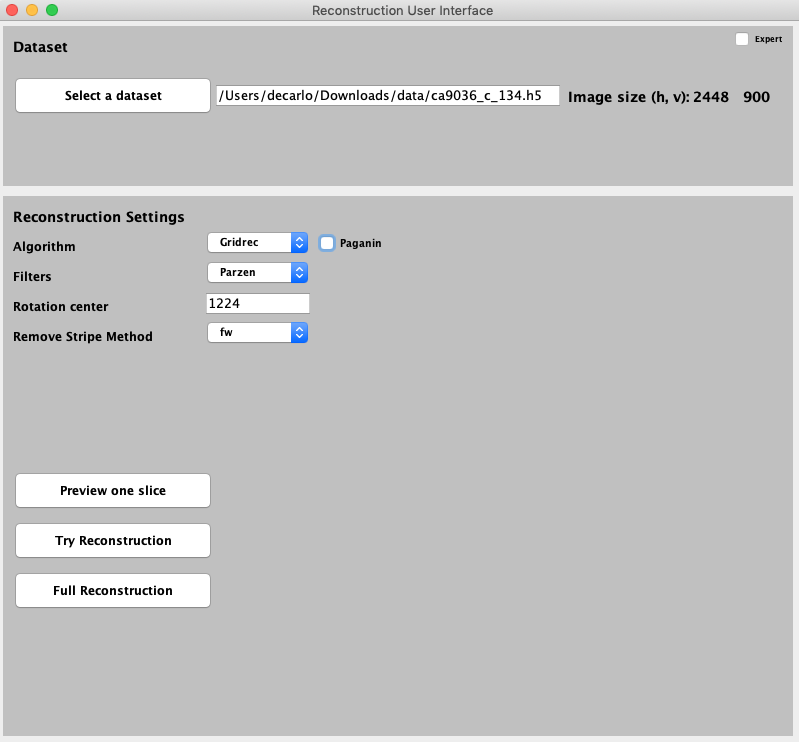 Reconstruction User Interface
Dataset
Expert
Select a dataset /Users/decarlo/Downloads/data/ca9036_c_134.h5 Image size (h, v): 2448 900
Reconstruction Settings
Algorithm Gridrec Paganin
Filters Parzen
Rotation center 1224
Remove Stripe Method fw
Preview one slice
Try Reconstruction
Full Reconstruction